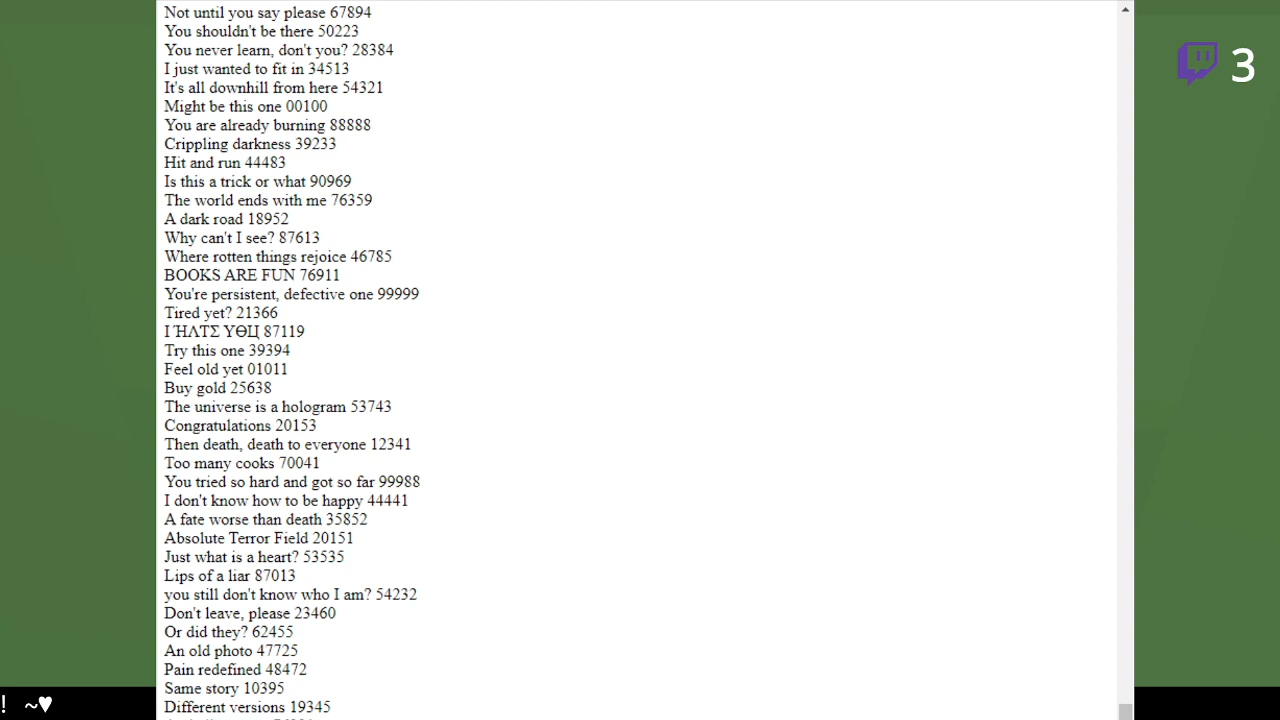 Not until you say please 67894
You shouldn't be there 50223
You never learn, don't you? 28384
I just wanted to fit in 34513
It's all downhill from here 54321
Might be this one 00100
You are already burning 88888
Crippling darkness 39233
Hit and run 44483
Is this a trick or what 90969
The world ends with me 76359
A dark road 18952
Why can't I see? 87613
Where rotten things rejoice 46785
BOOKS ARE FUN 76911
You're persistent, defective one 99999
Tired yet? 21366
I ΉΛTΣ YӨЦ 87119
Try this one 39394
Feel old yet 01011
Buy gold 25638
The universe is a hologram 53743
Congratulations 20153
Then death, death to everyone 12341
Too many cooks 70041
You tried so hard and got so far 99988
I don't know how to be happy 44441
A fate worse than death 35852
Absolute Terror Field 20151
Just what is a heart? 53535
Lips of a liar 87013
you still don't know who I am? 54232
Don't leave, please 23460
Or did they? 62455
An old photo 47725
Pain redefined 48472
Same story 10395
Different versions 19345
3
! ~♥